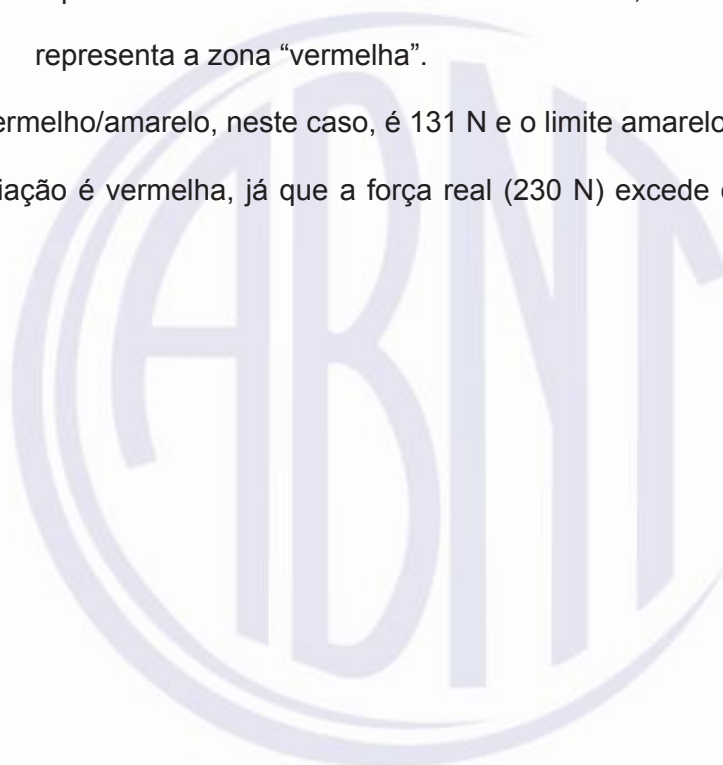 representa a zona “vermelha”.
ermelho/amarelo, neste caso, é 131 N e o limite amarelo
iação é vermelha, já que a força real (230 N) excede
ABNT